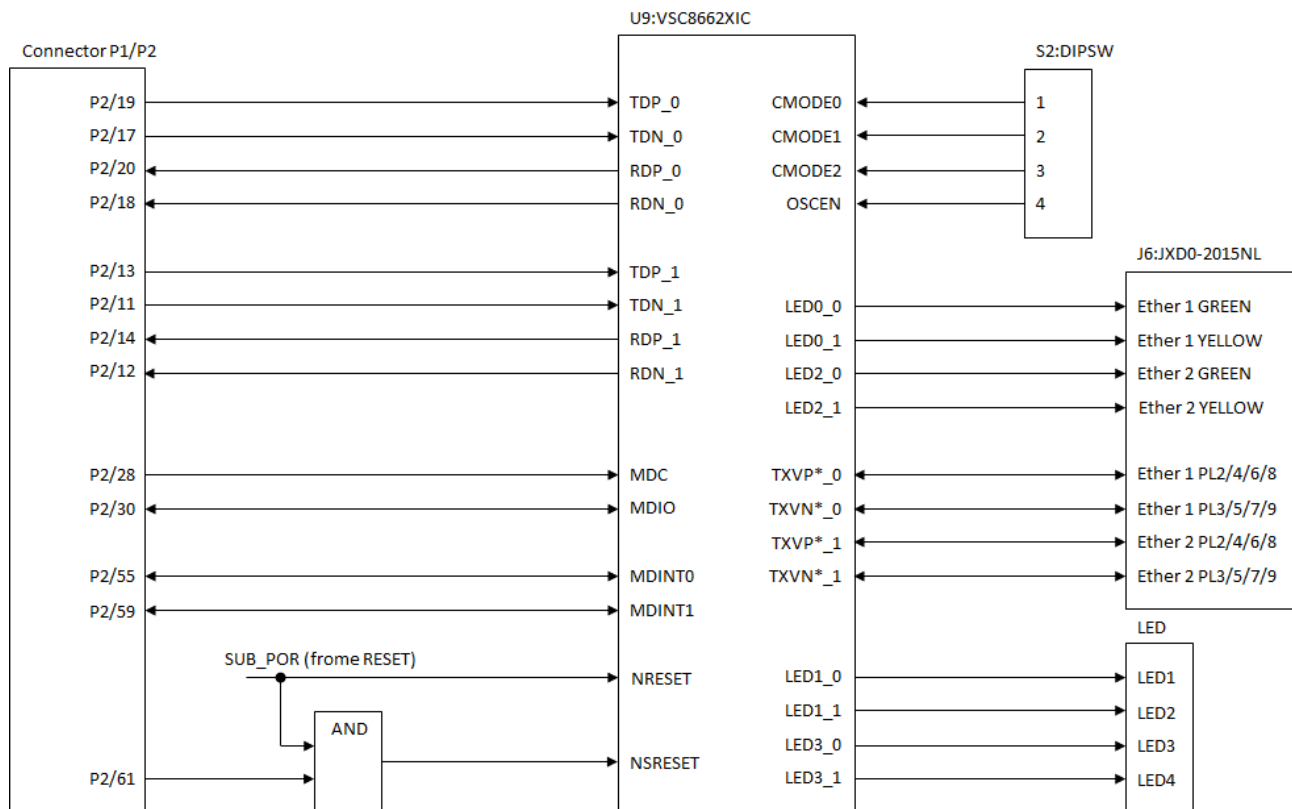 U9:VSC8662XIC
Connector P1/P2
S2:DIPSW
P2/19 TDP_0 CMODE0 1
P2/17 TDN_0 CMODE1 2
P2/20 RDP_0 CMODE2 3
P2/18 RDN_0 OSCEN 4
J6:JXD0-2015NL
P2/13 TDP_1
P2/11 TDN_1 LED0_0 Ether 1 GREEN
P2/14 RDP_1 LED0_1 Ether 1 YELLOW
P2/12 RDN_1 LED2_0 Ether 2 GREEN
LED2_1 Ether 2 YELLOW
P2/28 MDC TXVP*_0 Ether 1 PL2/4/6/8
P2/30 MDIO TXVN*_0 Ether 1 PL3/5/7/9
TXVP*_1 Ether 2 PL2/4/6/8
P2/55 MDINT0 TXVN*_1 Ether 2 PL3/5/7/9
P2/59 MDINT1
LED
SUB_POR (frome RESET)
NRESET LED1_0 LED1
LED1_1 LED2
AND
LED3_0 LED3
NSRESET
P2/61 LED3_1 LED4